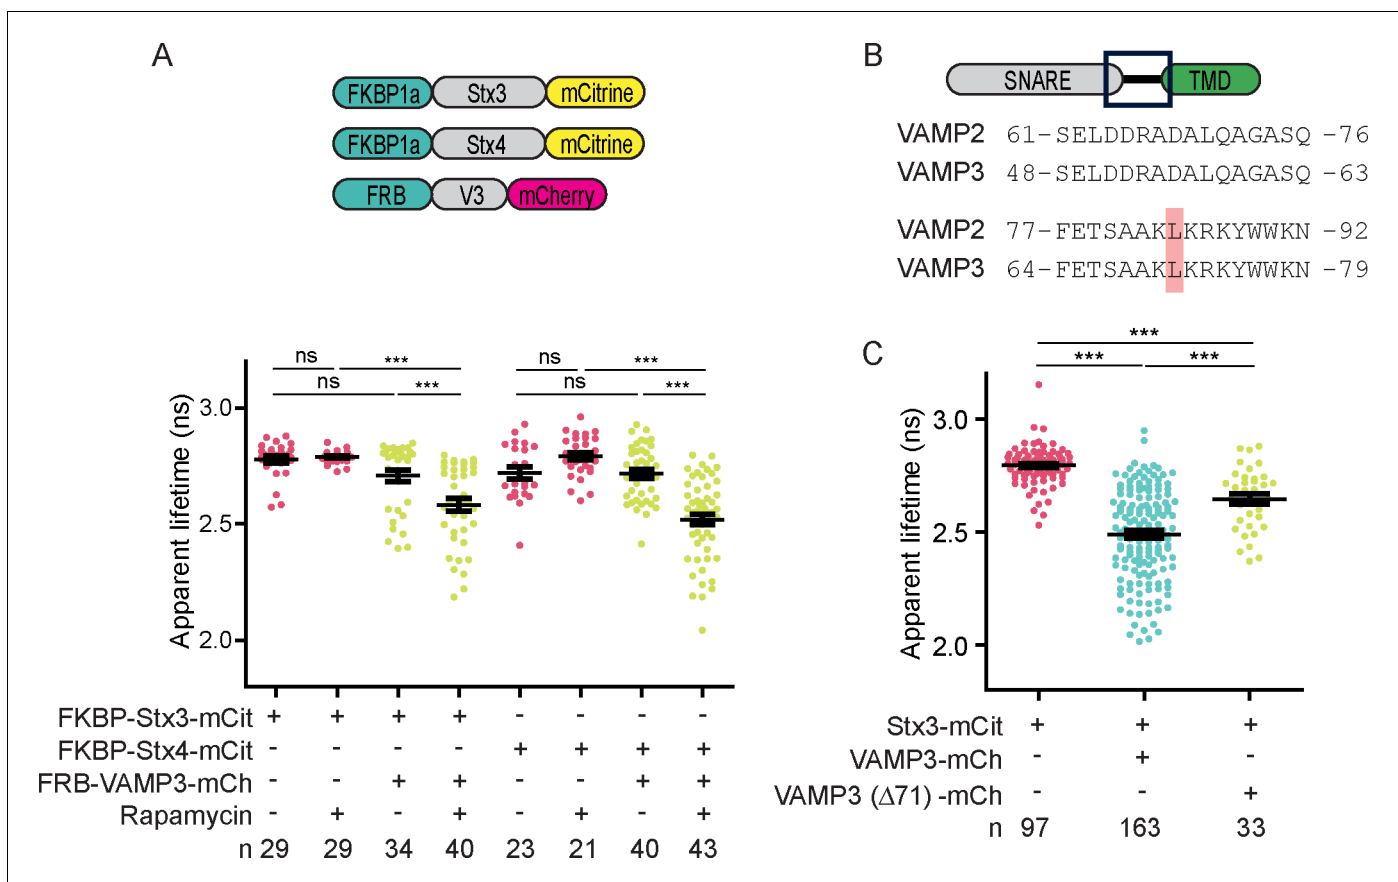 A
FKBP1a Stx3 mCitrine
FKBP1a Stx4 mCitrine
FRB V3 mCherry
Apparent lifetime (ns)
3.0
2.5
2.0
ns *** ns ***
ns *** ns ***
FKBP-Stx3-mCit + + + + - - - -
FKBP-Stx4-mCit - - - - + + + +
FRB-VAMP3-mCh - - + + - - + +
Rapamycin - + - + - + - +
n 29 29 34 40 23 21 40 43
B
SNARE TMD
VAMP2 61-SELDDRADALQAGASQ -76
VAMP3 48-SELDDRADALQAGASQ -63
VAMP2 77-FETSAAKLKRKYWWKN -92
VAMP3 64-FETSAAKLKRKYWWKN -79
C
***
*** ***
Apparent lifetime (ns)
3.0
2.5
2.0
Stx3-mCit + + +
VAMP3-mCh - + -
VAMP3 (Δ71) -mCh - - +
n 97 163 33